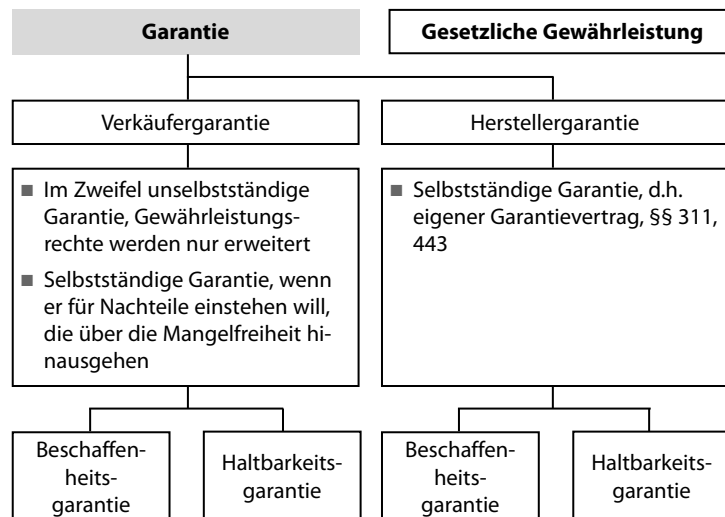 Garantie
Gesetzliche Gewährleistung
Verkäufergarantie
Herstellergarantie
■ Im Zweifel unselbstständige
Garantie, Gewährleistungs-
rechte werden nur erweitert
■ Selbstständige Garantie, wenn
er für Nachteile einstehen will,
die über die Mangelfreiheit hi-
nausgehen
■ Selbstständige Garantie, d.h.
eigener Garantievertrag, §§ 311,
443
Beschaffen-
heits-
garantie
Haltbarkeits-
garantie
Beschaffen-
heits-
garantie
Haltbarkeits-
garantie